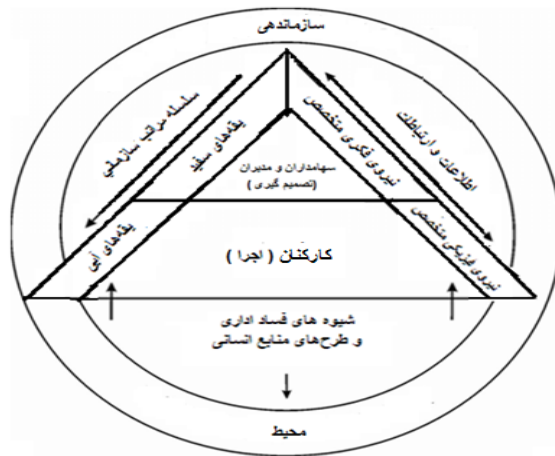 سازماندهی
سلسله مراتب سازمانی
یقه‌های سفید
نیروی فکری متخصص
اطلاعات و ارتباطات
سهامداران و مدیران
(تصمیم گیری )
یقه‌های آبی
نیروی فیزیکی متخصص
کارکنان ( اجرا )
شیوه های فساد اداری
و طرح‌های منابع انسانی
محیط